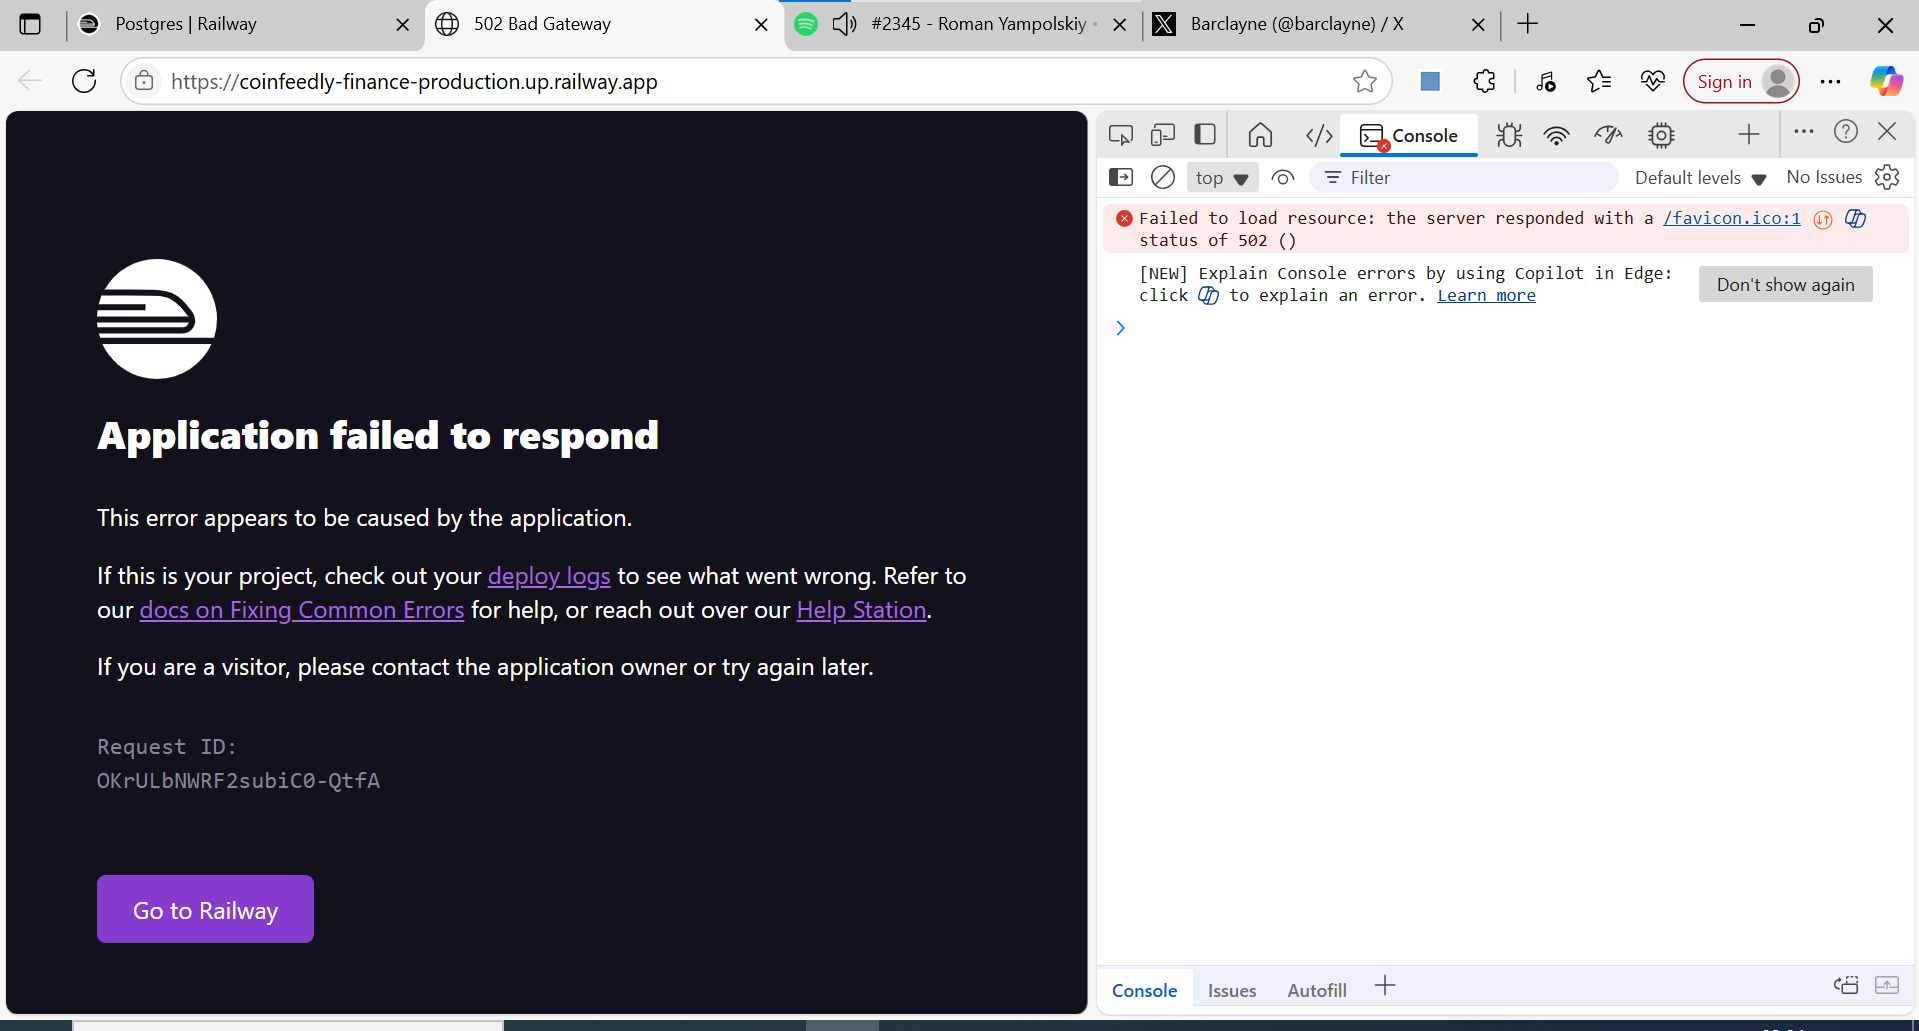 Postgres | Railway
502 Bad Gateway
#2345 - Roman Yampolskiy •
Barclayne (@barclayne) / X
https://coinfeedly-finance-production.up.railway.app
Sign in
Application failed to respond
This error appears to be caused by the application.
If this is your project, check out your deploy logs to see what went wrong. Refer to
our docs on Fixing Common Errors for help, or reach out over our Help Station.
If you are a visitor, please contact the application owner or try again later.
Request ID:
OKrULbNWRF2subiC0-QtfA
Go to Railway
Console
top
Filter
Default levels
No Issues
Failed to load resource: the server responded with a /favicon.ico:1
status of 502 ()
[NEW] Explain Console errors by using Copilot in Edge:
click to explain an error. Learn more
Don't show again
Console
Issues
Autofill